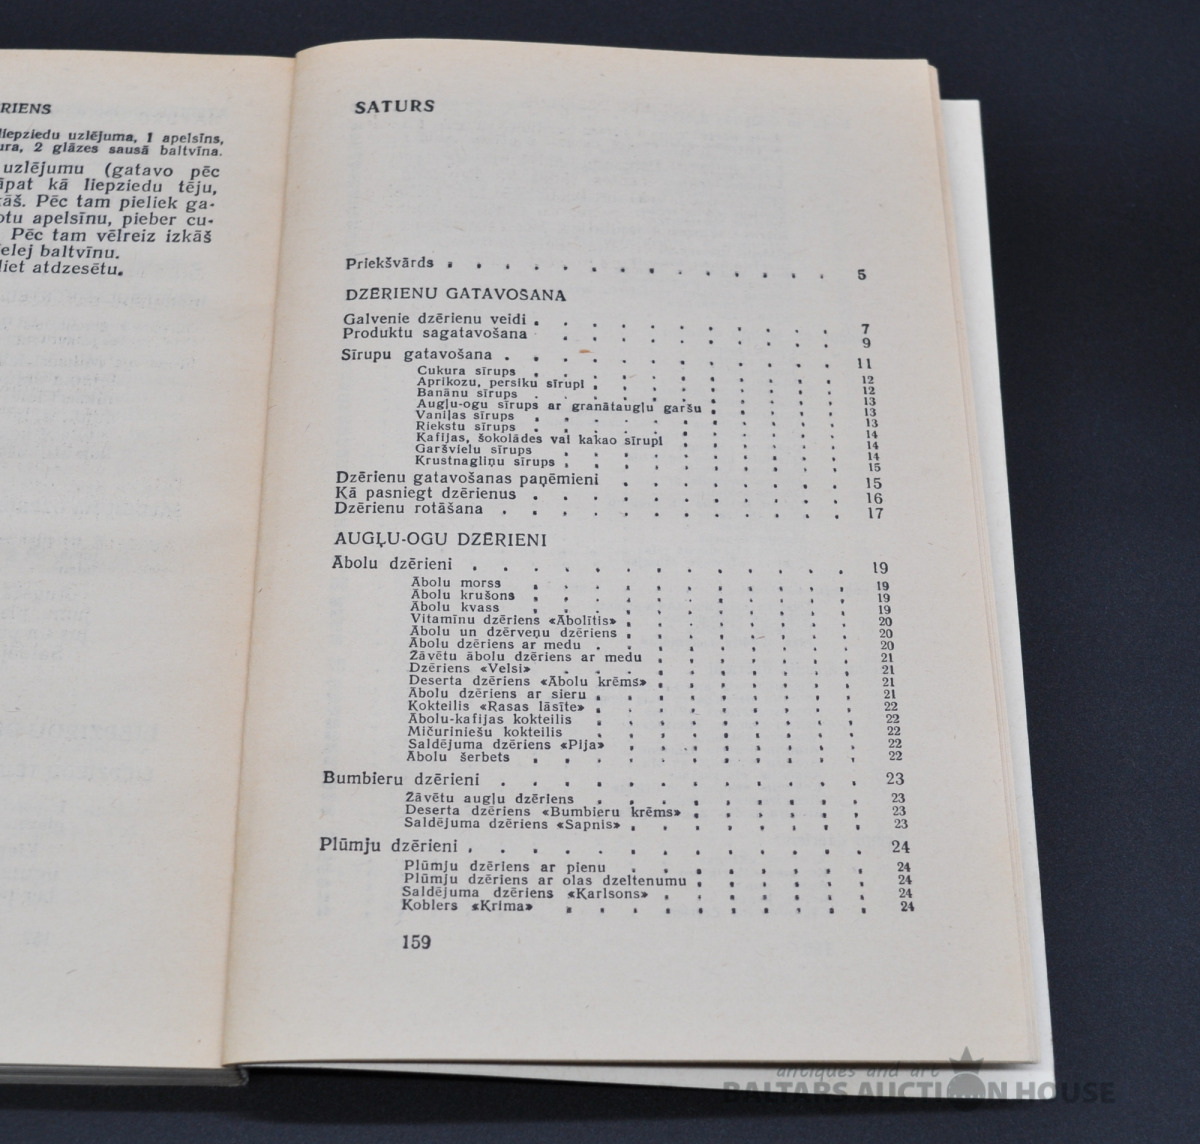 RIENS
liepziedu uzlējuma, 1 apelsīns,
ura, 2 glāzes sausā baltvīna.
uzlējumu (gatavo pēc
āpat kā liepziedu tēju,
kāš. Pēc tam pieliek ga-
otu apelsīnu, pieber cu-
Pēc tam vēlreiz izkāš
ielej baltvīnu.
liet atdzesētu.
SATURS
Priekšvārds . . . . . . . . . . . . . . 5
DZĒRIENU GATAVOŠANA
Galvenie dzērienu veidi . . . . . . . . . . . 7
Produktu sagatavošana . . . . . . . . . . 9
Sīrupu gatavošana . . . . . . . . . . . . 11
Cukura sīrups . . . . . . . . . . . 12
Aprikozu, persiku sīrupi . . . . . . . . . 12
Banānu sīrups . . . . . . . . . . . 13
Augļu-ogu sīrups ar granātaugļu garšu . . . . . 13
Vaniļas sīrups . . . . . . . . . . . 13
Riekstu sīrups . . . . . . . . . . . 14
Kafijas, šokolādes vai kakao sīrupi . . . . . . 14
Garšvielu sīrups . . . . . . . . . . 14
Krustnagliņu sīrups . . . . . . . . . . 15
Dzērienu gatavošanas paņēmieni . . . . . . . . 15
Kā pasniegt dzērienus . . . . . . . . . . . 16
Dzērienu rotāšana . . . . . . . . . . . . 17
AUGĻU-OGU DZĒRIENI
Ābolu dzērieni . . . . . . . . . . . . . 19
Ābolu morss . . . . . . . . . . . 19
Ābolu krušons . . . . . . . . . . . 19
Ābolu kvass . . . . . . . . . . . 19
Vitamīnu dzēriens «Ābolītis» . . . . . . . . 20
Ābolu un dzērveņu dzēriens . . . . . . . . 20
Ābolu dzēriens ar medu . . . . . . . . . 20
Žāvētu ābolu dzēriens ar medu . . . . . . . 21
Dzēriens «Velsi» . . . . . . . . . . 21
Deserta dzēriens «Ābolu krēms» . . . . . . . 21
Ābolu dzēriens ar sieru . . . . . . . . . 21
Kokteilis «Rasas lāsīte» . . . . . . . . . 22
Ābolu-kafijas kokteilis . . . . . . . . . 22
Mičuriniešu kokteilis . . . . . . . . . 22
Saldējuma dzēriens «Pija» . . . . . . . . 22
Ābolu šerbets . . . . . . . . . . . 22
Bumbieru dzērieni . . . . . . . . . . . . 23
Žāvētu augļu dzēriens . . . . . . . . . 23
Deserta dzēriens «Bumbieru krēms» . . . . . . 23
Saldējuma dzēriens «Sapnis» . . . . . . . . 23
Plūmju dzērieni . . . . . . . . . . . . . 24
Plūmju dzēriens ar pienu . . . . . . . . 24
Plūmju dzēriens ar olas dzeltenumu . . . . . . 24
Saldējuma dzēriens «Karlsons» . . . . . . . 24
Koblers «Krima» . . . . . . . . . . 24
159
antiques and art
BALTARS AUCTION HOUSE